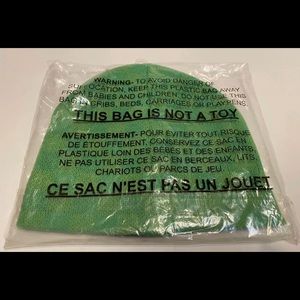 WARNING- TO AVOID DANGER OF
SUFFOCATION, KEEP THIS PLASTIC BAG AWAY
FROM BABIES AND CHILDREN. DO NOT USE THIS
BAG IN CRIBS, BEDS, CARRIAGES OR PLAYPENS.
THIS BAG IS NOT A TOY
AVERTISSEMENT- POUR ÉVITER TOUT RISQUE
DE ÉTOUFFEMENT, CONSERVEZ CE SAC EN
PLASTIQUE LOIN DES BÉBÉS ET DES ENFANTS.
NE PAS UTILISER CE SAC EN BERCEAUX, LITS,
CHARIOTS OU PARCS DE JEU.
CE SAC N'EST PAS UN JOUET